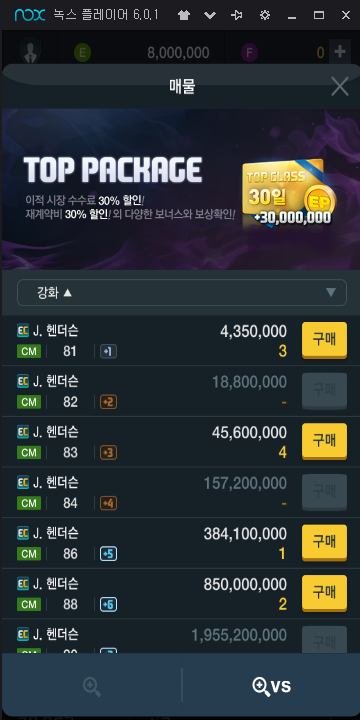 nox 녹스 플레이어 6.0.1
E 8,000,000 F 0 +
매물
TOP PACKAGE
이적 시장 수수료 30% 할인!
재계약비 30% 할인! 외 다양한 보너스와 보상확인!
TOP CLASS
30일
EP
+30,000,000
강화 ▲
EC J. 헨더슨 4,350,000 구매
CM 81 +1 3
EC J. 헨더슨 18,800,000 구매
CM 82 +2 -
EC J. 헨더슨 45,600,000 구매
CM 83 +3 4
EC J. 헨더슨 157,200,000 구매
CM 84 +4 -
EC J. 헨더슨 384,100,000 구매
CM 86 +5 1
EC J. 헨더슨 850,000,000 구매
CM 88 +6 2
EC J. 헨더슨 1,955,200,000 구매
VS